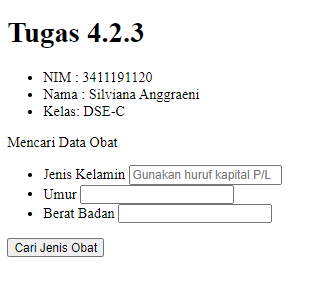 Tugas 4.2.3
NIM : 3411191120
Nama : Silviana Anggraeni
Kelas: DSE-C
Mencari Data Obat
Jenis Kelamin Gunakan huruf kapital P/L
Umur
Berat Badan
Cari Jenis Obat